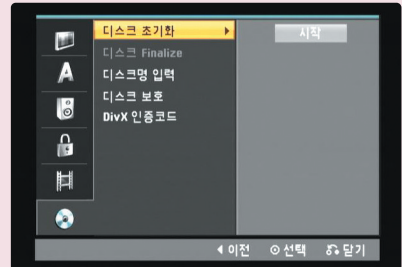 디스크 초기화 시작
디스크 Finalize
디스크명 입력
디스크 보호
DivX 인증코드
이전 선택 닫기